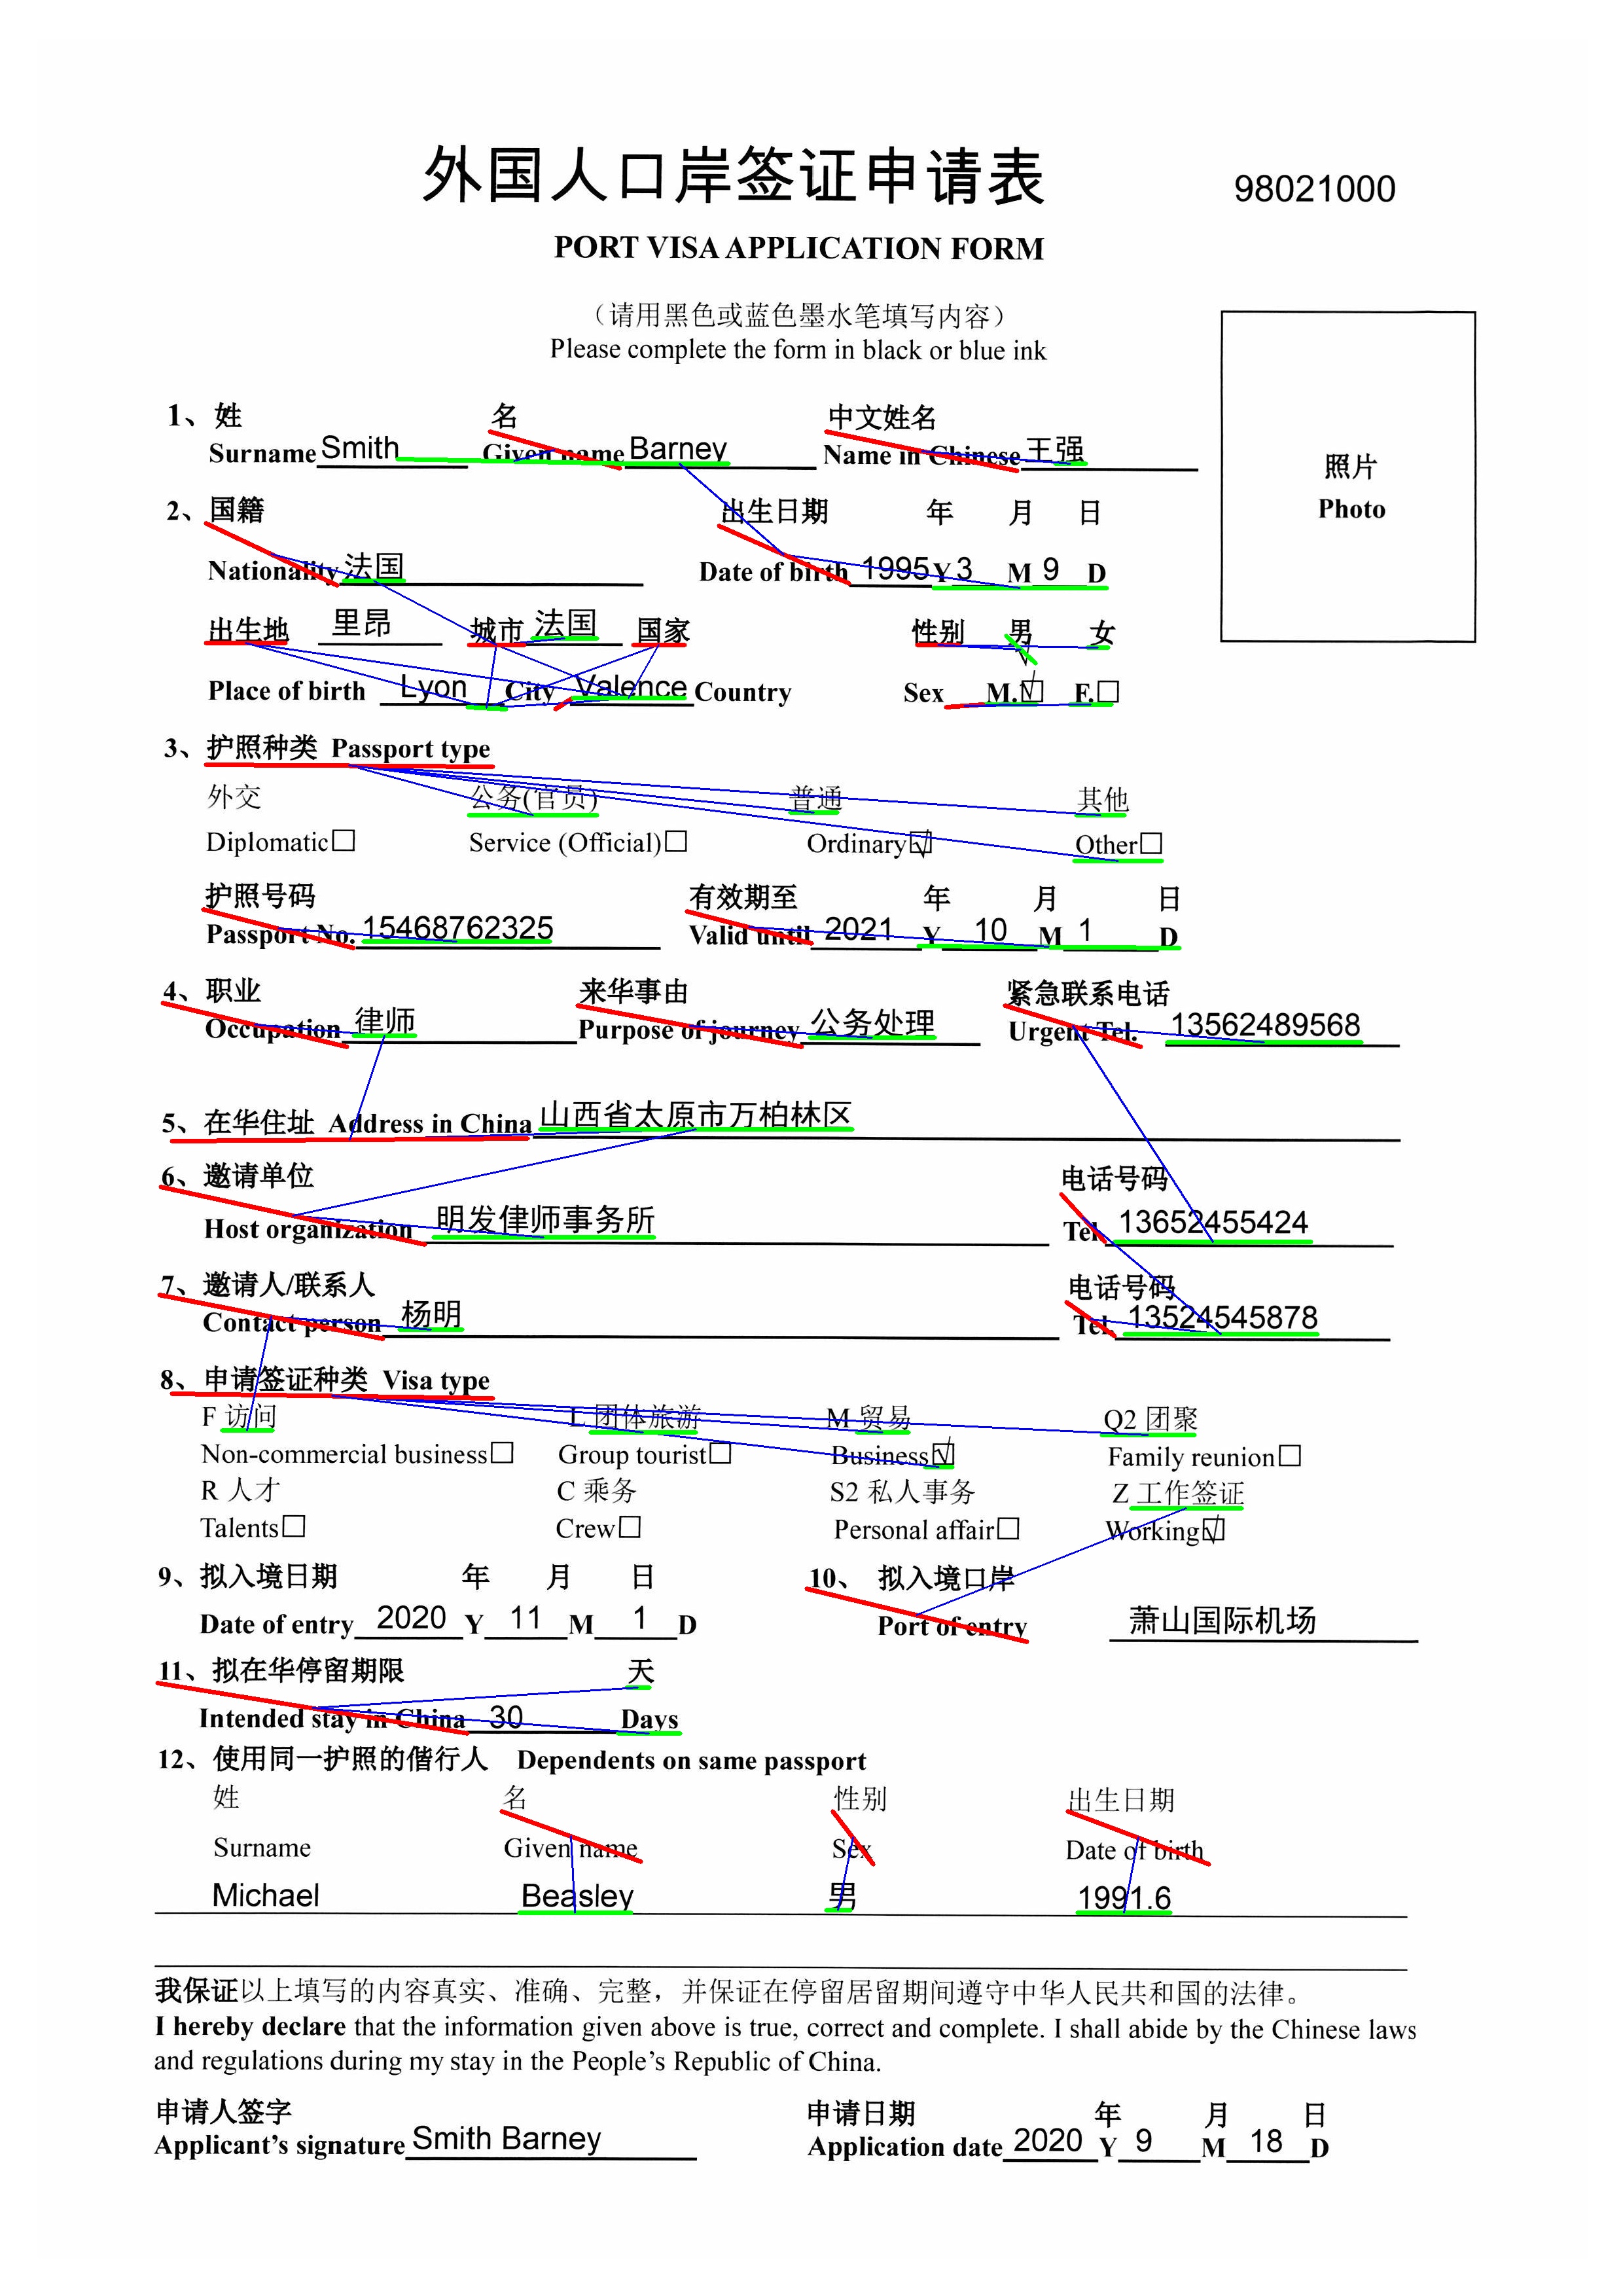 外国人口岸签证申请表 98021000
PORT VISA APPLICATION FORM
（请用黑色或蓝色墨水笔填写内容）
Please complete the form in black or blue ink
照片
Photo
1、姓 名 中文姓名
Surname Smith Given name Barney Name in Chinese 王强
2、国籍 出生日期 年 月 日
Nationality 法国 Date of birth 1995 Y 3 M 9 D
出生地 里昂 城市 法国 国家 性别 男 √ 女
Place of birth Lyon City Valence Country Sex M.☑ F.□
3、护照种类 Passport type
外交 公务(官员) 普通 其他
Diplomatic□ Service (Official)□ Ordinary☑ Other□
护照号码 有效期至 年 月 日
Passport No. 15468762325 Valid until 2021 Y 10 M 1 D
4、职业 来华事由 紧急联系电话
Occupation 律师 Purpose of journey 公务处理 Urgent Tel. 13562489568
5、在华住址 Address in China 山西省太原市万柏林区
6、邀请单位 电话号码
Host organization 明发律师事务所 Tel. 13652455424
7、邀请人/联系人 电话号码
Contact person 杨明 Tel. 13524545878
8、申请签证种类 Visa type
F 访问 L 团体旅游 M 贸易 Q2 团聚
Non-commercial business□ Group tourist□ Business☑ Family reunion□
R 人才 C 乘务 S2 私人事务 Z 工作签证
Talents□ Crew□ Personal affair□ Working☑
9、拟入境日期 年 月 日 10、 拟入境口岸
Date of entry 2020 Y 11 M 1 D Port of entry 萧山国际机场
11、拟在华停留期限 天
Intended stay in China 30 Days
12、使用同一护照的偕行人 Dependents on same passport
姓 名 性别 出生日期
Surname Given name Sex Date of birth
Michael Beasley 男 1991.6
我保证以上填写的内容真实、准确、完整，并保证在停留居留期间遵守中华人民共和国的法律。
I hereby declare that the information given above is true, correct and complete. I shall abide by the Chinese laws
and regulations during my stay in the People’s Republic of China.
申请人签字 申请日期 年 月 日
Applicant’s signature Smith Barney Application date 2020 Y 9 M 18 D